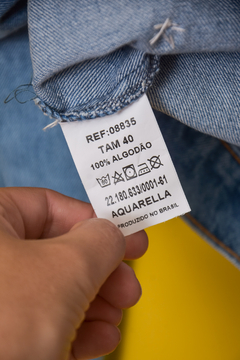 REF:08835
TAM 40
100% ALGODÃO
22.180.633/0001-61
AQUARELLA
PRODUZIDO NO BRASIL